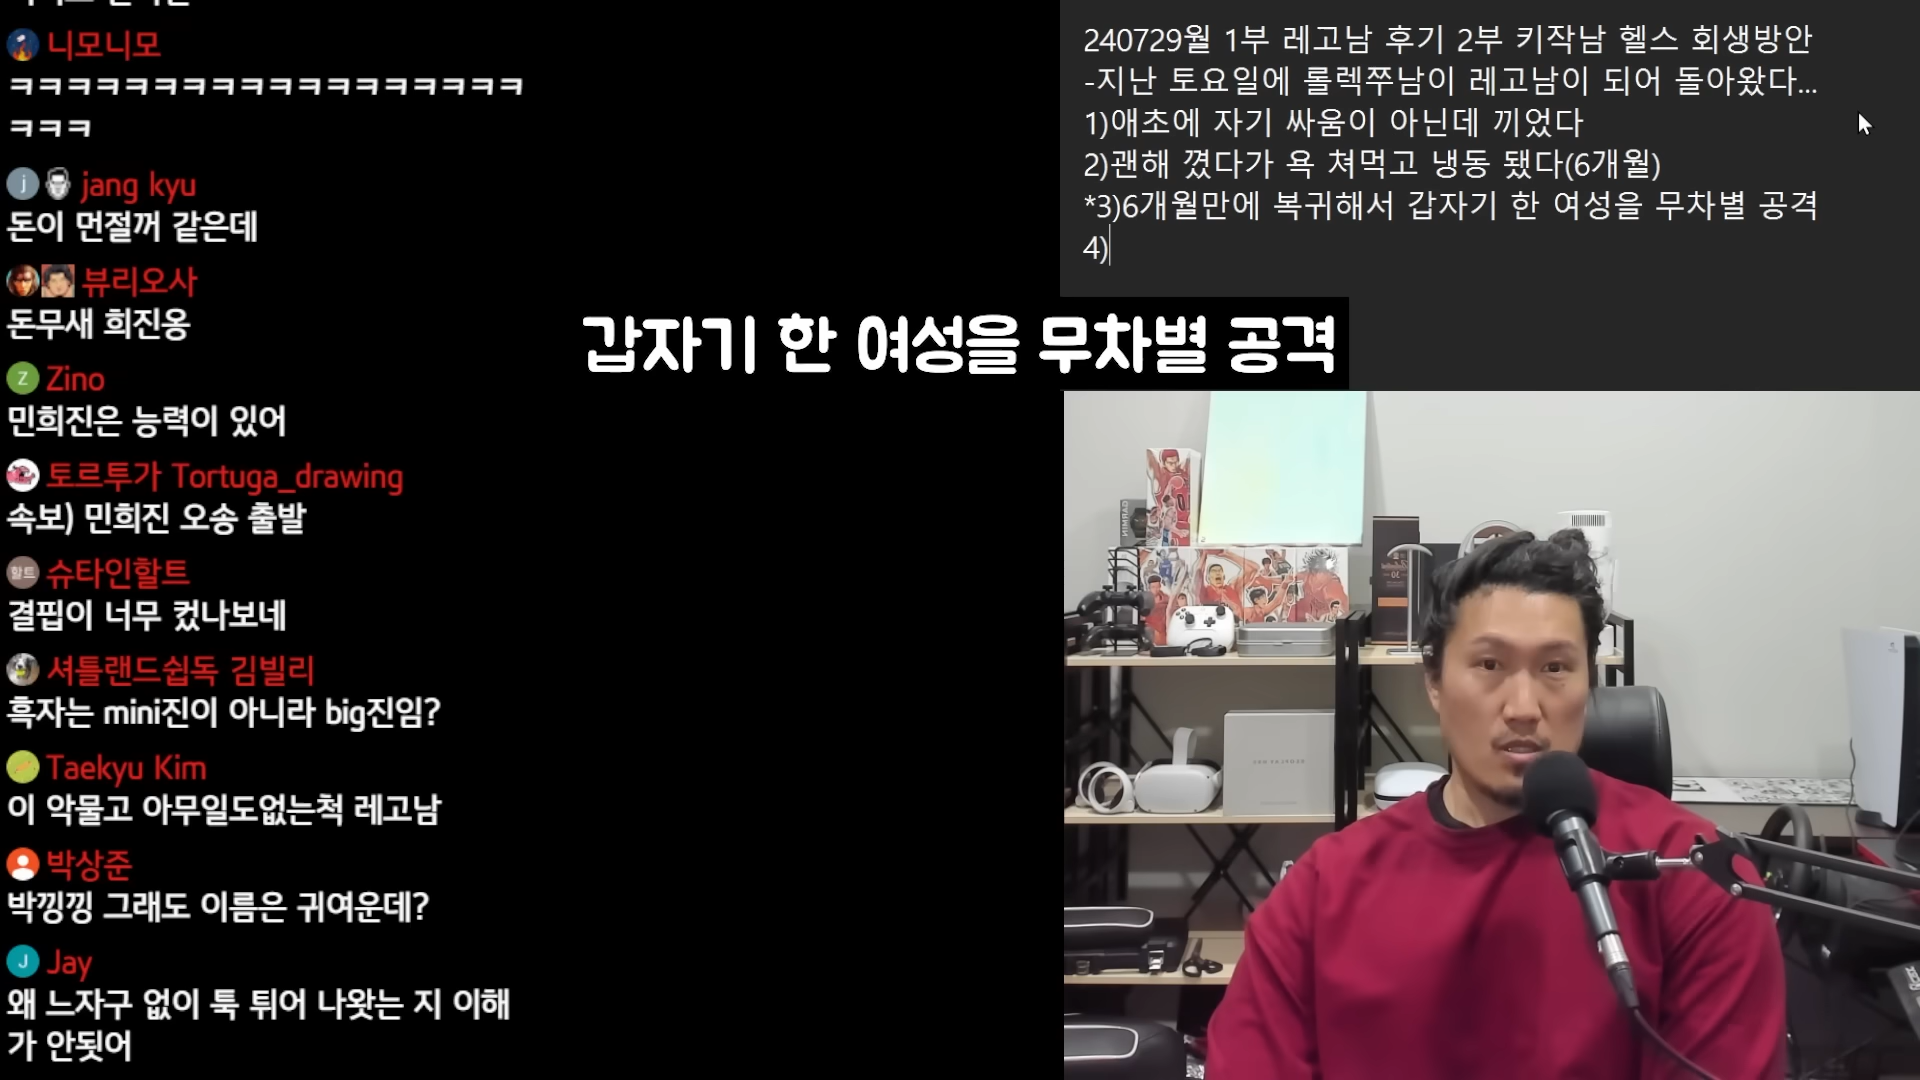 니모니모
ㅋㅋㅋㅋㅋㅋㅋㅋㅋㅋㅋㅋㅋㅋㅋㅋㅋㅋ
ㅋㅋㅋ
jang kyu
돈이 먼절꺼 같은데
뷰리오사
돈무새 희진옹
Zino
민희진은 능력이 있어
토르투가 Tortuga_drawing
속보) 민희진 오송 출발
슈타인할트
결핍이 너무 컸나보네
셔틀랜드쉽독 김빌리
흑자는 mini진이 아니라 big진임?
Taekyu Kim
이 악물고 아무일도없는척 레고남
박상준
박낑낑 그래도 이름은 귀여운데?
Jay
왜 느자구 없이 툭 튀어 나왓는 지 이해
가 안됫어
240729월 1부 레고남 후기 2부 키작남 헬스 회생방안
-지난 토요일에 롤렉쭈남이 레고남이 되어 돌아왔다...
1)애초에 자기 싸움이 아닌데 끼었다
2)괜해 꼈다가 욕 쳐먹고 냉동 됐다(6개월)
*3)6개월만에 복귀해서 갑자기 한 여성을 무차별 공격
4)
갑자기 한 여성을 무차별 공격